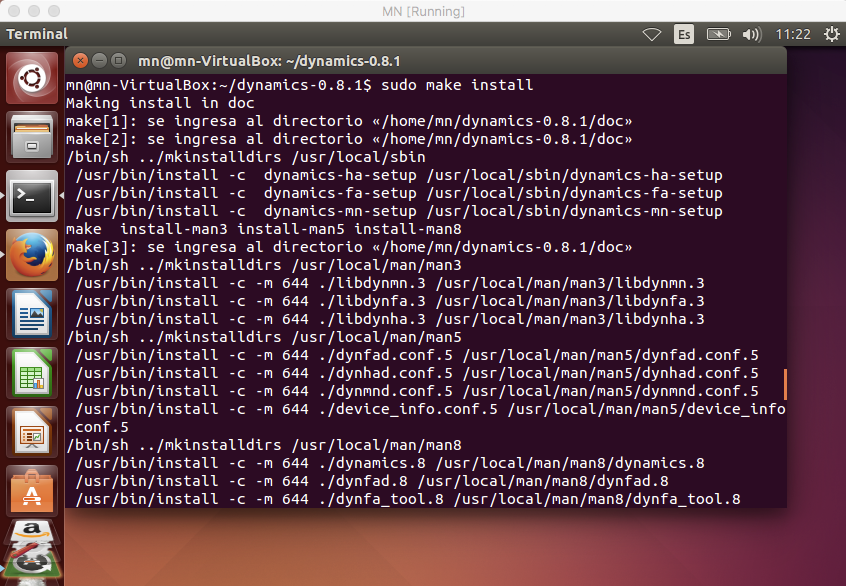 MN [Running]
Terminal
Es
11:22
mn@mn-VirtualBox: ~/dynamics-0.8.1
mn@mn-VirtualBox:~/dynamics-0.8.1$ sudo make install
Making install in doc
make[1]: se ingresa al directorio «/home/mn/dynamics-0.8.1/doc»
make[2]: se ingresa al directorio «/home/mn/dynamics-0.8.1/doc»
/bin/sh ../mkinstalldirs /usr/local/sbin
 /usr/bin/install -c  dynamics-ha-setup /usr/local/sbin/dynamics-ha-setup
 /usr/bin/install -c  dynamics-fa-setup /usr/local/sbin/dynamics-fa-setup
 /usr/bin/install -c  dynamics-mn-setup /usr/local/sbin/dynamics-mn-setup
make  install-man3 install-man5 install-man8
make[3]: se ingresa al directorio «/home/mn/dynamics-0.8.1/doc»
/bin/sh ../mkinstalldirs /usr/local/man/man3
 /usr/bin/install -c -m 644 ./libdynmn.3 /usr/local/man/man3/libdynmn.3
 /usr/bin/install -c -m 644 ./libdynfa.3 /usr/local/man/man3/libdynfa.3
 /usr/bin/install -c -m 644 ./libdynha.3 /usr/local/man/man3/libdynha.3
/bin/sh ../mkinstalldirs /usr/local/man/man5
 /usr/bin/install -c -m 644 ./dynfad.conf.5 /usr/local/man/man5/dynfad.conf.5
 /usr/bin/install -c -m 644 ./dynhad.conf.5 /usr/local/man/man5/dynhad.conf.5
 /usr/bin/install -c -m 644 ./dynmnd.conf.5 /usr/local/man/man5/dynmnd.conf.5
 /usr/bin/install -c -m 644 ./device_info.conf.5 /usr/local/man/man5/device_info
.conf.5
/bin/sh ../mkinstalldirs /usr/local/man/man8
 /usr/bin/install -c -m 644 ./dynamics.8 /usr/local/man/man8/dynamics.8
 /usr/bin/install -c -m 644 ./dynfad.8 /usr/local/man/man8/dynfad.8
 /usr/bin/install -c -m 644 ./dynfa_tool.8 /usr/local/man/man8/dynfa_tool.8